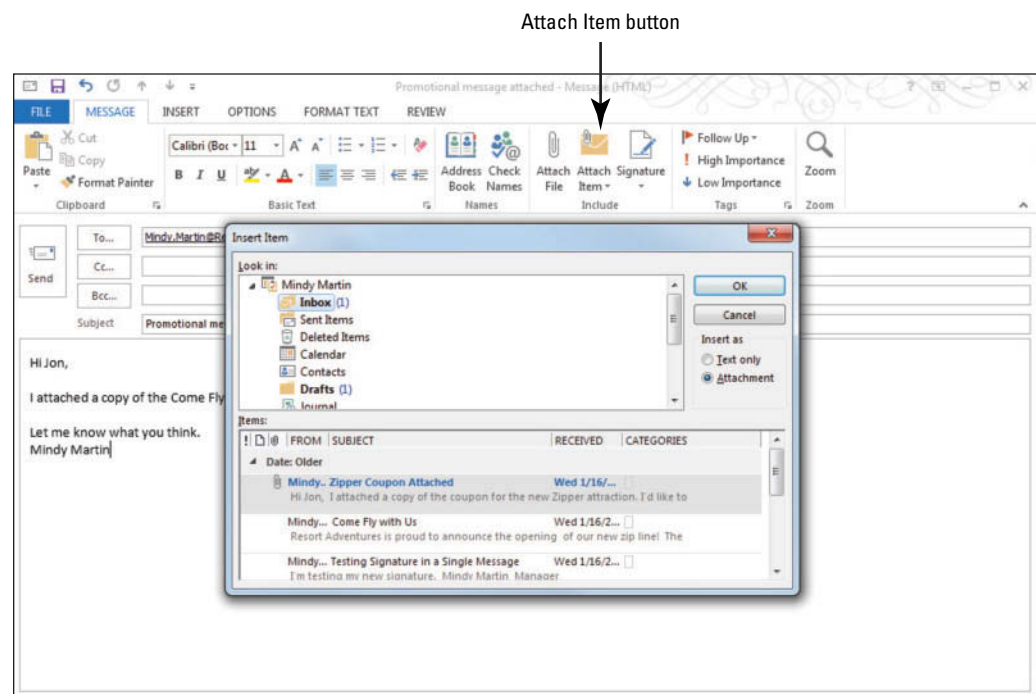 Attach Item button
Promotional message attached - Message (HTML)
FILE MESSAGE INSERT OPTIONS FORMAT TEXT REVIEW
Cut
Copy
Format Painter
Paste
Clipboard
Calibri (Boc 11
B I U
Basic Text
Address Book
Check Names
Names
Attach File
Attach Item
Signature
Include
Follow Up
High Importance
Low Importance
Tags
Zoom
Zoom
Send
To...
Mindy.Martin@Re
Cc...
Bcc...
Subject
Promotional me
Hi Jon,
I attached a copy of the Come Fly
Let me know what you think.
Mindy Martin
Insert Item
Look in:
Mindy Martin
Inbox (1)
Sent Items
Deleted Items
Calendar
Contacts
Drafts (1)
Journal
OK
Cancel
Insert as
Text only
Attachment
Items:
FROM SUBJECT RECEIVED CATEGORIES
Date: Older
Mindy.. Zipper Coupon Attached Wed 1/16/...
Hi Jon, I attached a copy of the coupon for the new Zipper attraction. I'd like to
Mindy... Come Fly with Us Wed 1/16/2...
Resort Adventures is proud to announce the opening of our new zip line! The
Mindy... Testing Signature in a Single Message Wed 1/16/2...
I'm testing my new signature. Mindy Martin Manager